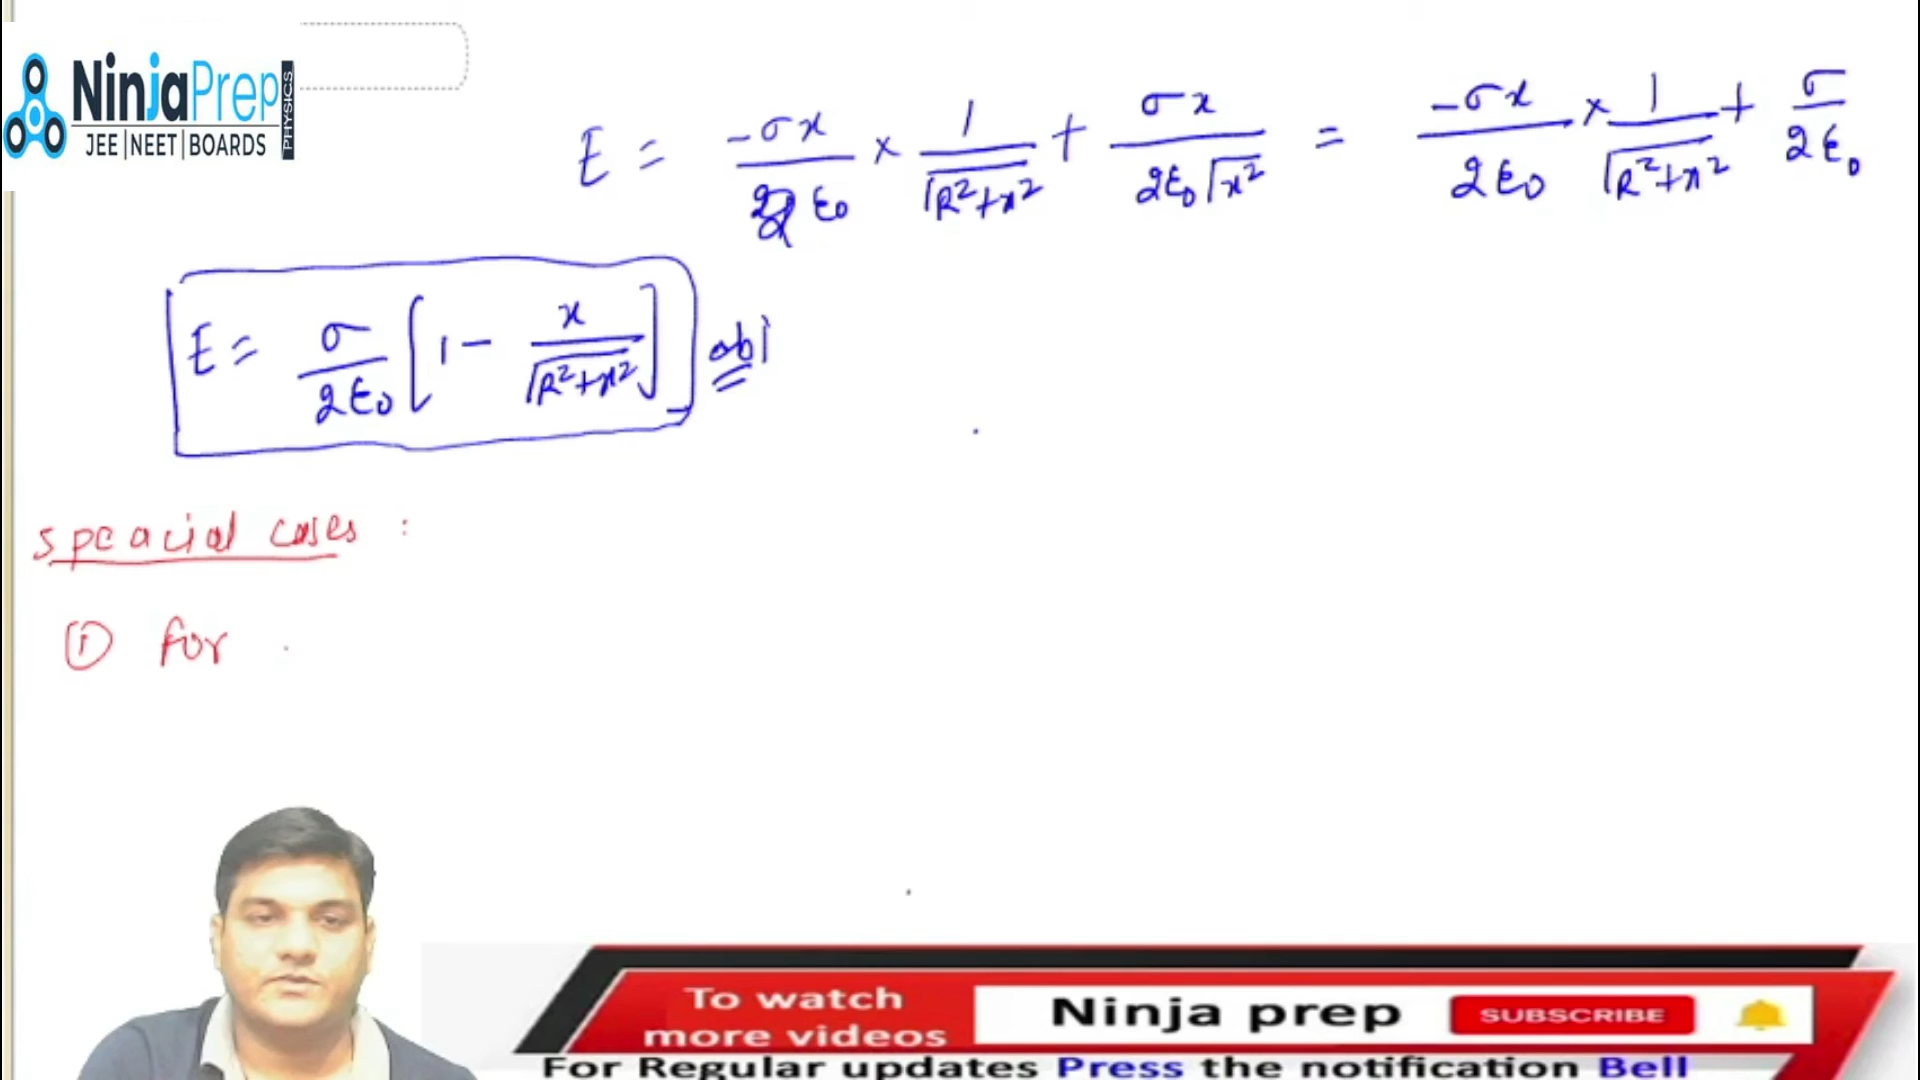 NinjaPrep
PHYSICS
JEE|NEET|BOARDS
E = -σx/2ε₀ × 1/√R²+x² + σx/2ε₀√x² = -σx/2ε₀ × 1/√R²+x² + σ/2ε₀
E = σ/2ε₀ [1 - x/√R²+x²]
speacial cases :
① for
To watch
more videos
Ninja prep
SUBSCRIBE
For Regular updates Press the notification Bell